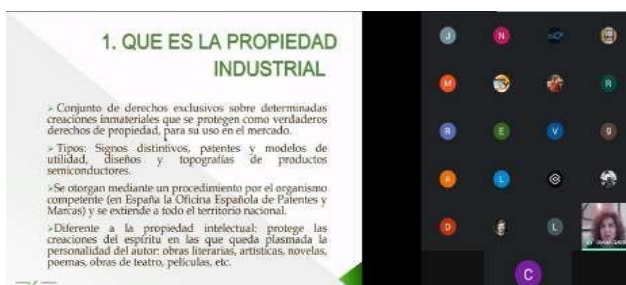 1. QUE ES LA PROPIEDAD
INDUSTRIAL
➢ Conjunto de derechos exclusivos sobre determinadas
creaciones inmateriales que se protegen como verdaderos
derechos de propiedad, para su uso en el mercado.
➢ Tipos: Signos distintivos, patentes y modelos de
utilidad, diseños y topografías de productos
semiconductores.
➢Se otorgan mediante un procedimiento por el organismo
competente (en España la Oficina Española de Patentes y
Marcas) y se extiende a todo el territorio nacional.
➢Diferente a la propiedad intelectual: protege las
creaciones del espíritu en las que queda plasmada la
personalidad del autor: obras literarias, artísticas, novelas,
poemas, obras de teatro, películas, etc.
J N
M R
R E V g
A L
D L
C